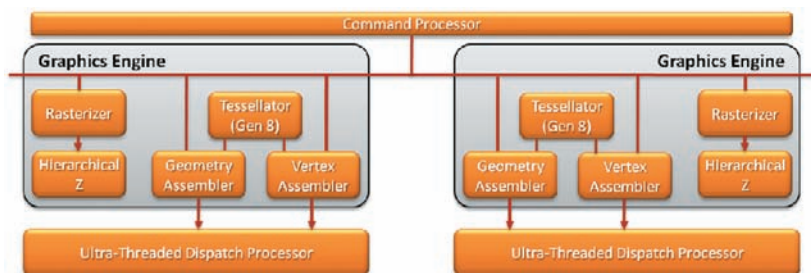 Command Processor
Graphics Engine
Rasterizer
Hierarchical
Z
Tessellator
(Gen 8)
Geometry
Assembler
Vertex
Assembler
Ultra-Threaded Dispatch Processor
Graphics Engine
Tessellator
(Gen 8)
Geometry
Assembler
Vertex
Assembler
Rasterizer
Hierarchical
Z
Ultra-Threaded Dispatch Processor